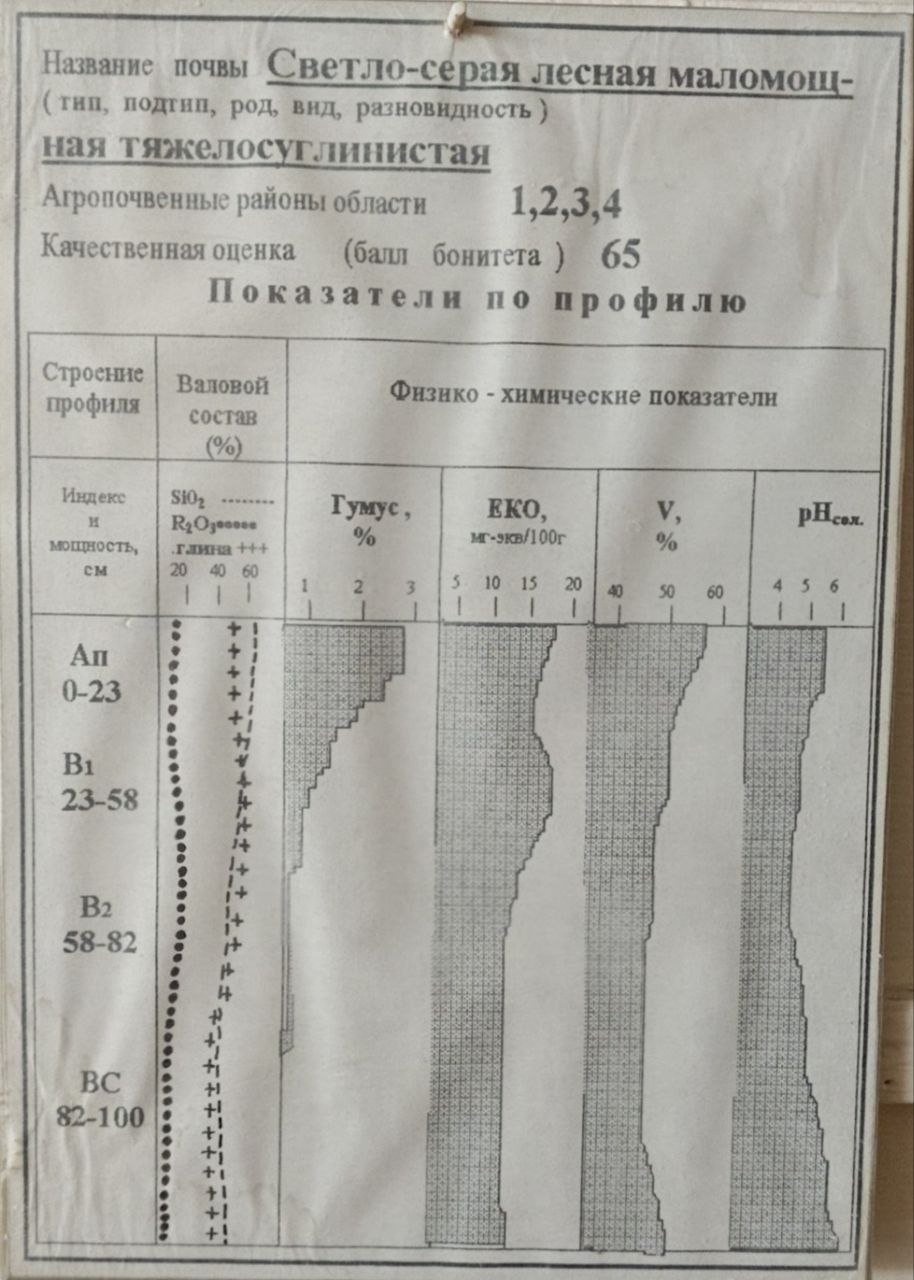 Название почвы Светло-серая лесная маломощ-
( тип, подтип, род, вид, разновидность )
ная тяжелосуглинистая
Агропочвенные районы области 1,2,3,4
Качественная оценка (балл бонитета ) 65
Показатели по профилю
Строение
профиля
Валовой
состав
(%)
Физико - химические показатели
Индекс
и
мощность,
см
SiO₂ --------
R₂O₃•••••
.глина +++
20 40 60
Гумус,
%
1 2 3
ЕКО,
мг-экв/100г
5 10 15 20
V,
%
40 50 60
pHсол.
4 5 6
Ап
0-23
В1
23-58
В2
58-82
ВС
82-100